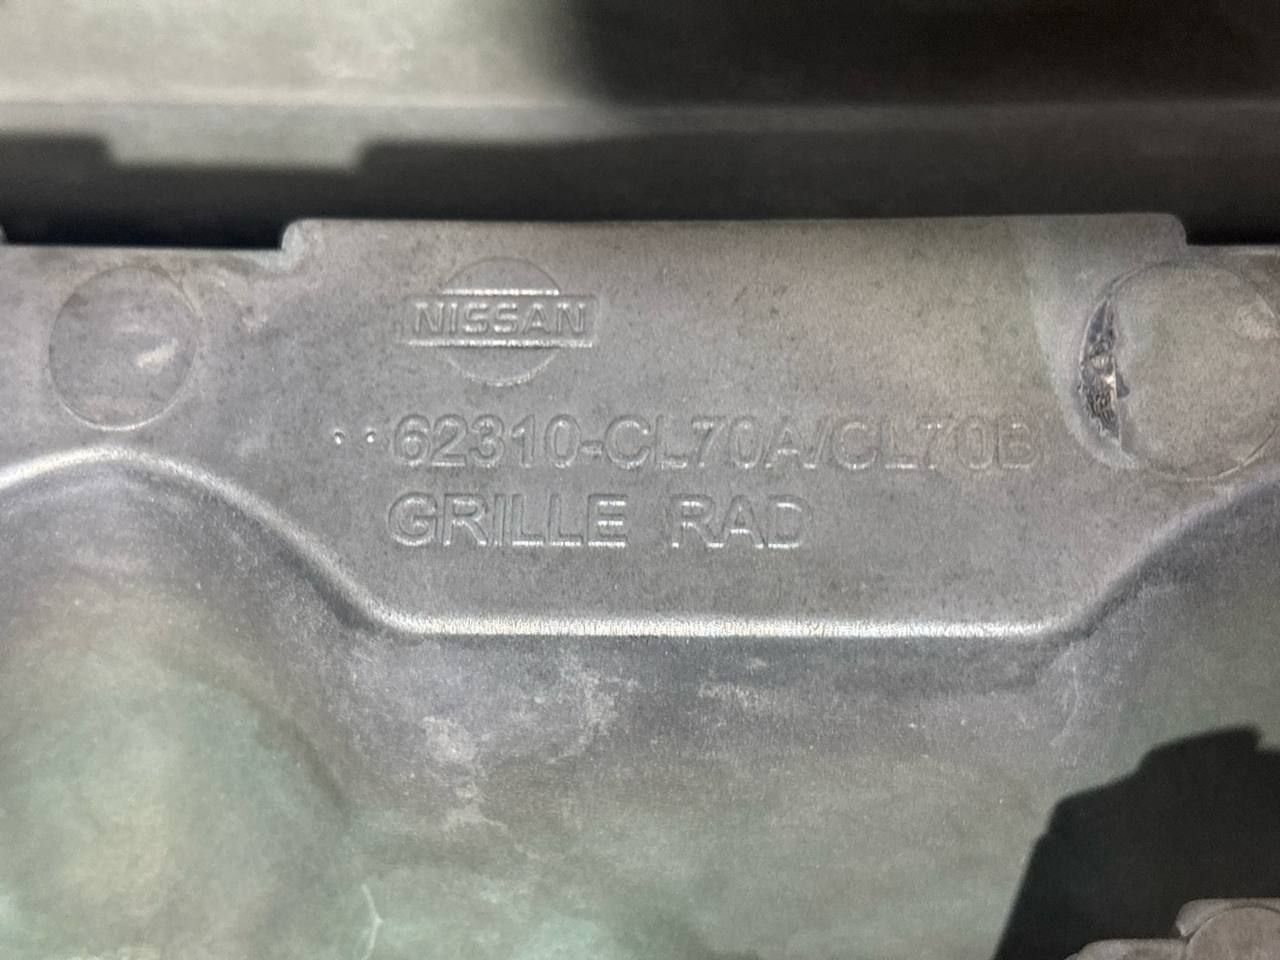 NISSAN
62310-CL70A/CL70B
GRILLE RAD